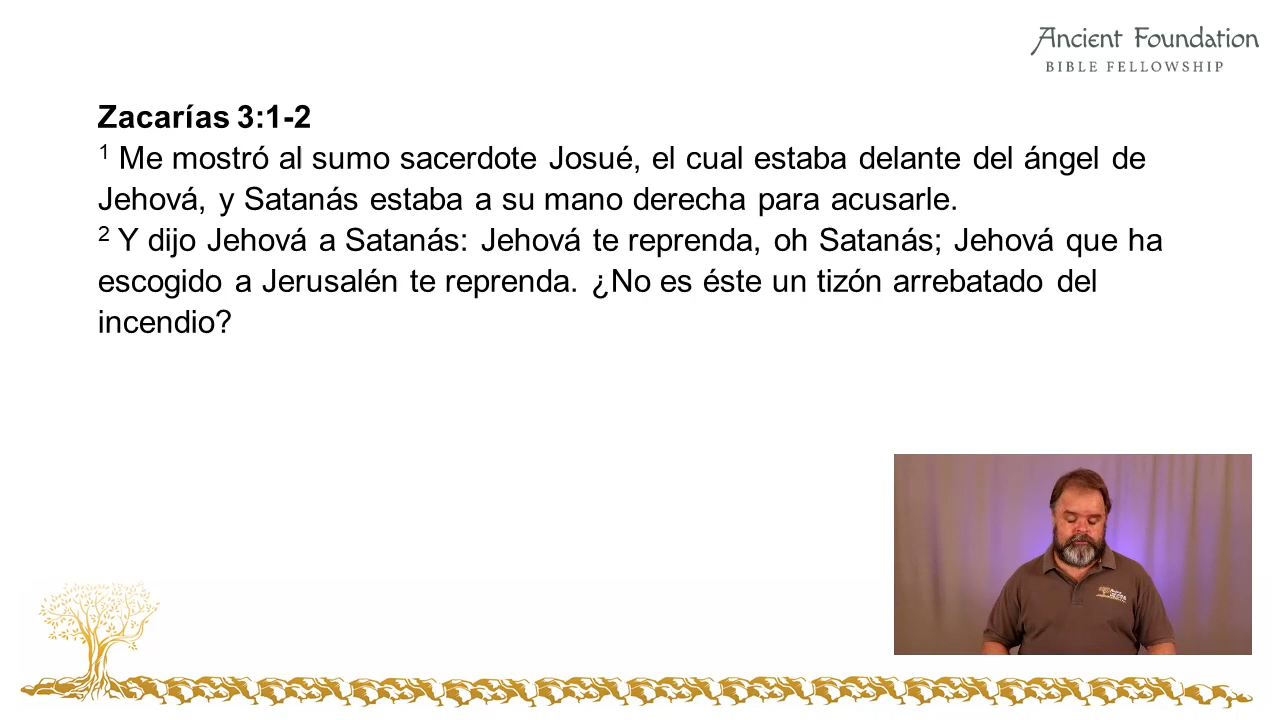 Ancient Foundation
BIBLE FELLOWSHIP
Zacarías 3:1-2
1 Me mostró al sumo sacerdote Josué, el cual estaba delante del ángel de
Jehová, y Satanás estaba a su mano derecha para acusarle.
2 Y dijo Jehová a Satanás: Jehová te reprenda, oh Satanás; Jehová que ha
escogido a Jerusalén te reprenda. ¿No es éste un tizón arrebatado del
incendio?